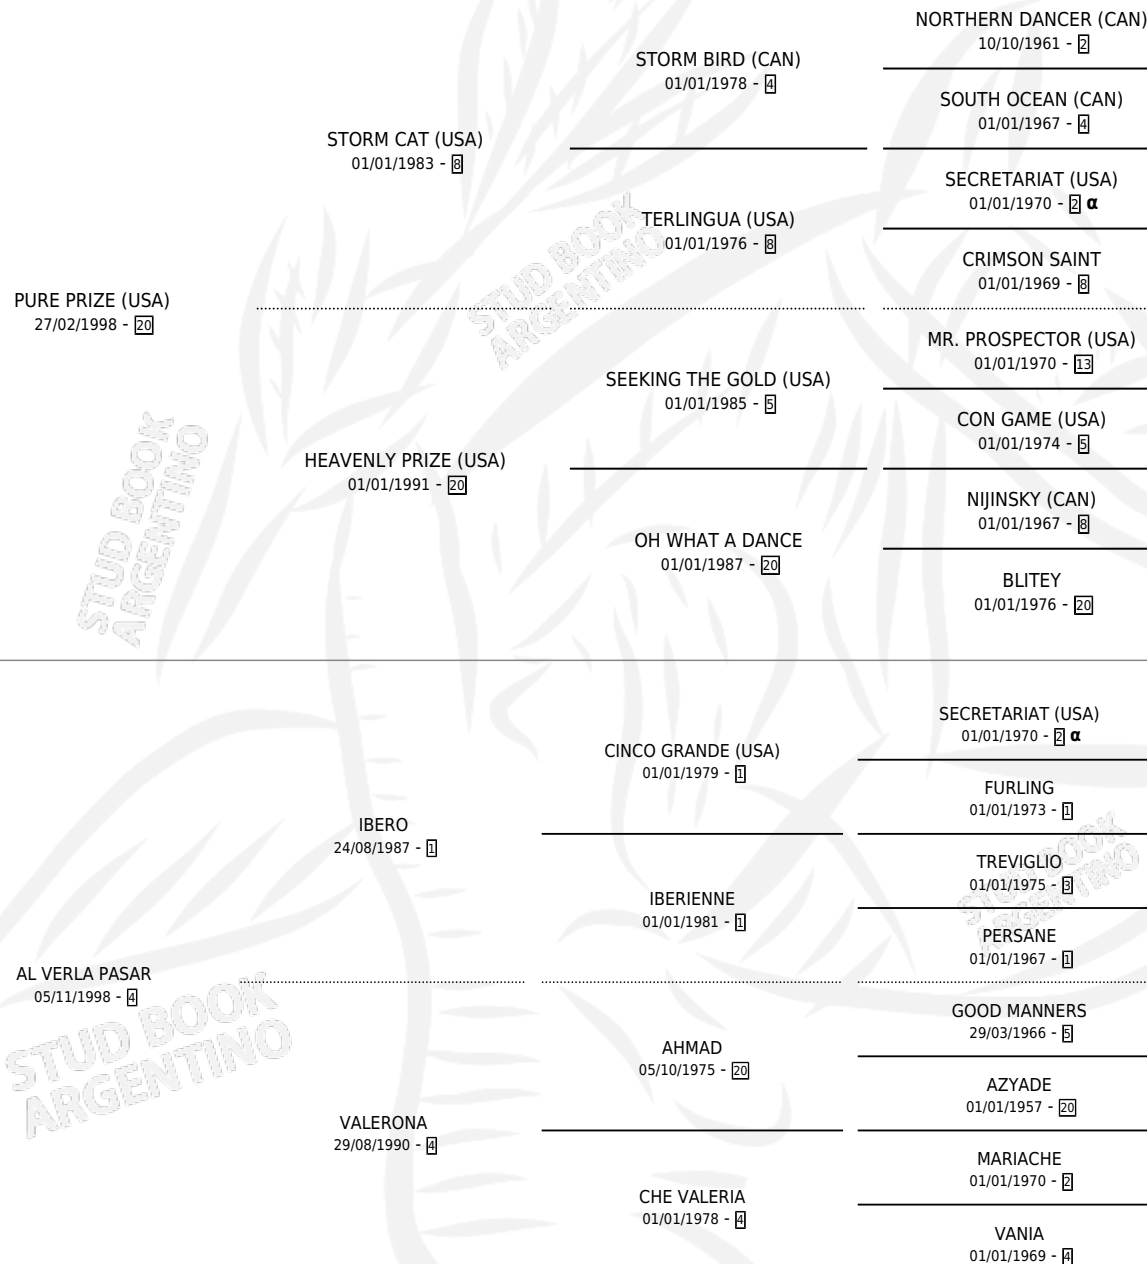 NORTHERN DANCER (CAN)
10/10/1961 - 2
STORM BIRD (CAN)
01/01/1978 - 4
SOUTH OCEAN (CAN)
01/01/1967 - 4
STORM CAT (USA)
01/01/1983 - 8
SECRETARIAT (USA)
01/01/1970 - 2 α
TERLINGUA (USA)
01/01/1976 - 8
CRIMSON SAINT
01/01/1969 - 8
PURE PRIZE (USA)
27/02/1998 - 20
MR. PROSPECTOR (USA)
01/01/1970 - 13
SEEKING THE GOLD (USA)
01/01/1985 - 5
CON GAME (USA)
01/01/1974 - 5
HEAVENLY PRIZE (USA)
01/01/1991 - 20
NIJINSKY (CAN)
01/01/1967 - 8
OH WHAT A DANCE
01/01/1987 - 20
BLITEY
01/01/1976 - 20
SECRETARIAT (USA)
01/01/1970 - 2 α
CINCO GRANDE (USA)
01/01/1979 - 1
FURLING
01/01/1973 - 1
IBERO
24/08/1987 - 1
TREVIGLIO
01/01/1975 - 3
IBERIENNE
01/01/1981 - 1
PERSANE
01/01/1967 - 1
AL VERLA PASAR
05/11/1998 - 4
GOOD MANNERS
29/03/1966 - 5
AHMAD
05/10/1975 - 20
AZYADE
01/01/1957 - 20
VALERONA
29/08/1990 - 4
MARIACHE
01/01/1970 - 2
CHE VALERIA
01/01/1978 - 4
VANIA
01/01/1969 - 4
STUD BOOK
ARGENTINO
STUD BOOK
ARGENTINO
STUD BOOK
ARGENTINO
STUD BOOK
ARGENTINO